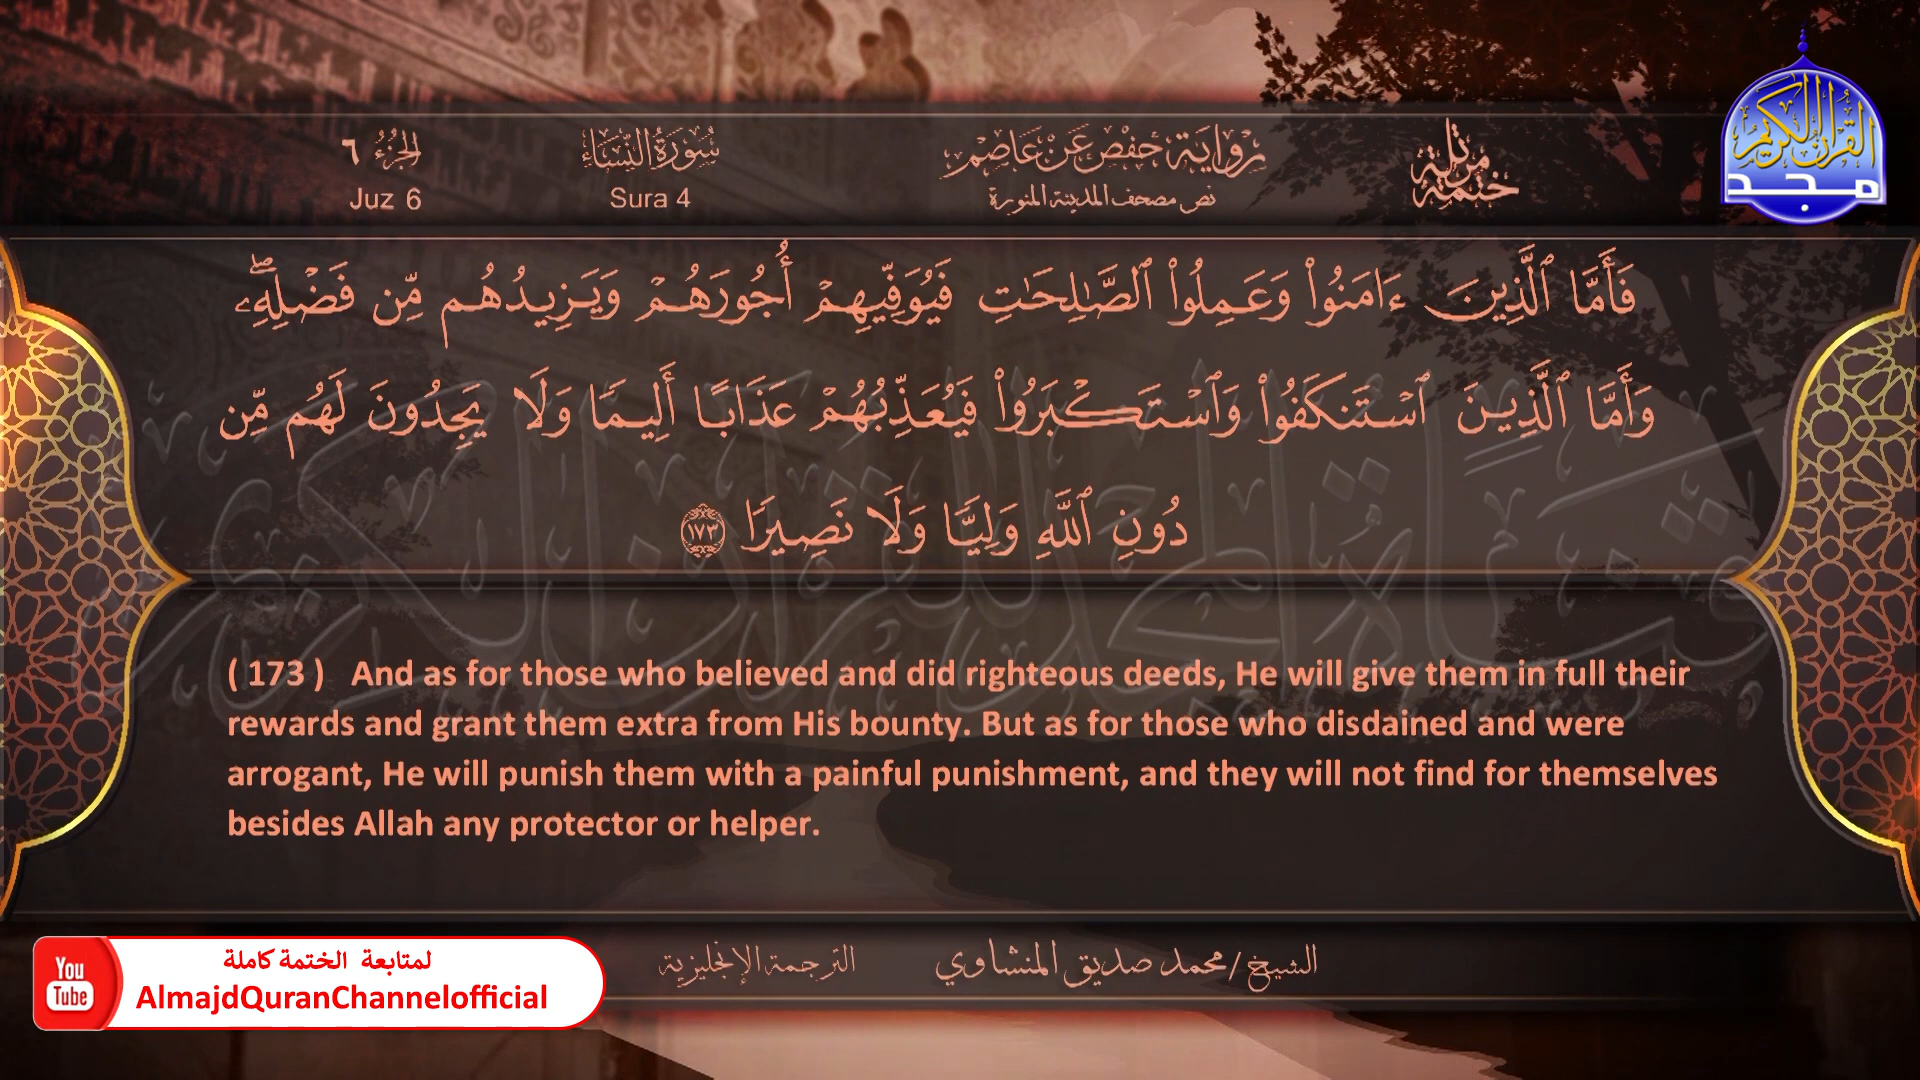 ختمة مرتلة
رواية حفص عن عاصم
نص مصحف المدينة المنورة
سورة النساء
Sura 4
الجزء ٦
Juz 6
القرآن الكريم
مجد
فَأَمَّا ٱلَّذِينَ ءَامَنُوا۟ وَعَمِلُوا۟ ٱلصَّـٰلِحَـٰتِ فَيُوَفِّيهِمْ أُجُورَهُمْ وَيَزِيدُهُم مِّن فَضْلِهِۦ ۖ
وَأَمَّا ٱلَّذِينَ ٱسْتَنكَفُوا۟ وَٱسْتَكْبَرُوا۟ فَيُعَذِّبُهُمْ عَذَابًا أَلِيمًا وَلَا يَجِدُونَ لَهُم مِّن
دُونِ ٱللَّهِ وَلِيًّا وَلَا نَصِيرًا ١٧٣
( 173 ) And as for those who believed and did righteous deeds, He will give them in full their
rewards and grant them extra from His bounty. But as for those who disdained and were
arrogant, He will punish them with a painful punishment, and they will not find for themselves
besides Allah any protector or helper.
الشيخ / محمد صديق المنشاوي
الترجمة الإنجليزية
You
Tube
لمتابعة الختمة كاملة
AlmajdQuranChannelofficial